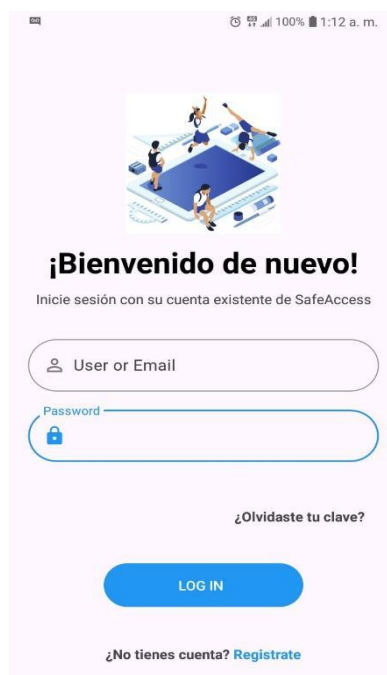 100% 1:12 a. m.
¡Bienvenido de nuevo!
Inicie sesión con su cuenta existente de SafeAccess
User or Email
Password
¿Olvidaste tu clave?
LOG IN
¿No tienes cuenta? Registrate